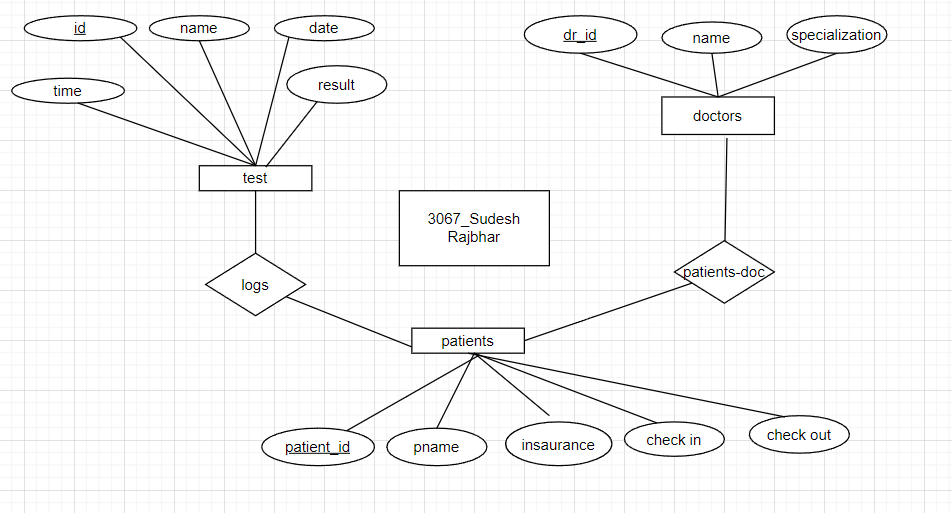 id
name
date
time
result
test
logs
3067_Sudesh
Rajbhar
dr_id
name
specialization
doctors
patients-doc
patients
patient_id
pname
insaurance
check in
check out